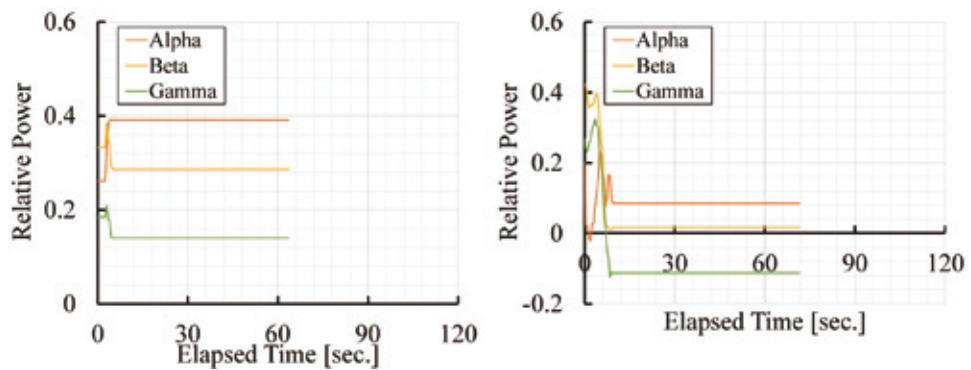 0.6
Alpha
Beta
Gamma
0.4
0.2
0
Relative Power
0 30 60 90 120
Elapsed Time [sec.]
0.6
Alpha
Beta
Gamma
0.4
0.2
0
-0.2
Relative Power
0 30 60 90 120
Elapsed Time [sec.]